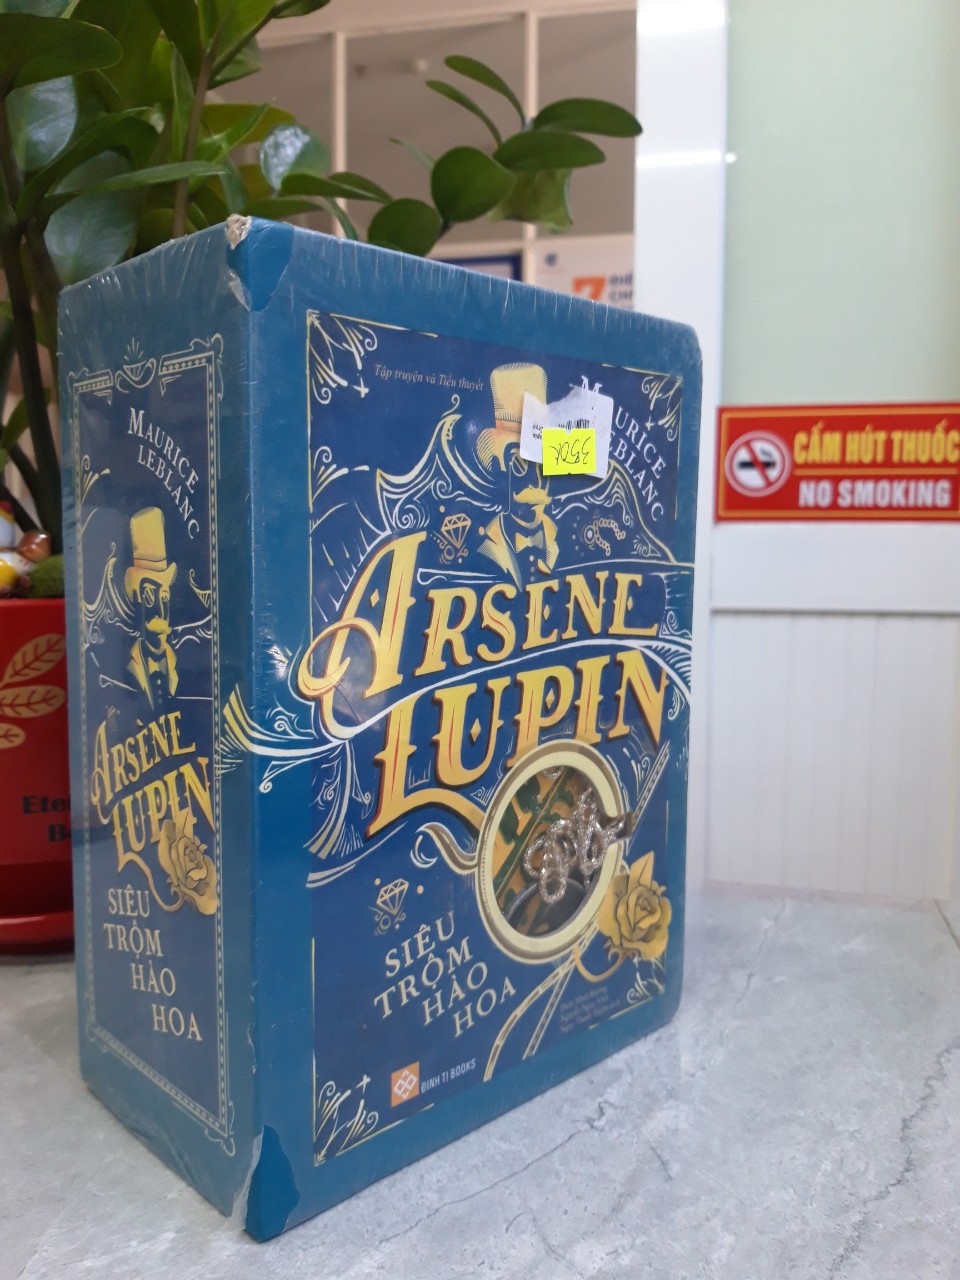 MAURICE
LEBLANC
ARSÈNE
LUPIN
SIÊU
TRỘM
HÀO
HOA
Tập truyện và Tiểu thuyết
MAURICE
LEBLANC
350k
ARSÈNE
LUPIN
SIÊU
TRỘM
HÀO
HOA
ĐINH TỊ BOOKS
CẤM HÚT THUỐC
NO SMOKING